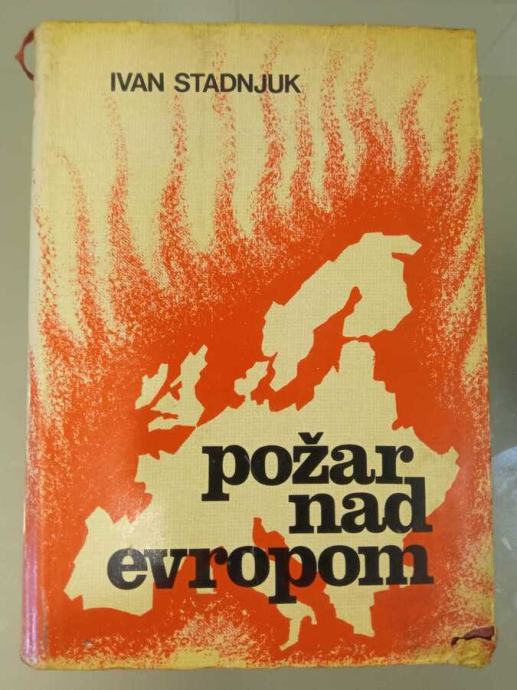 IVAN STADNJUK
požar
nad
evropom